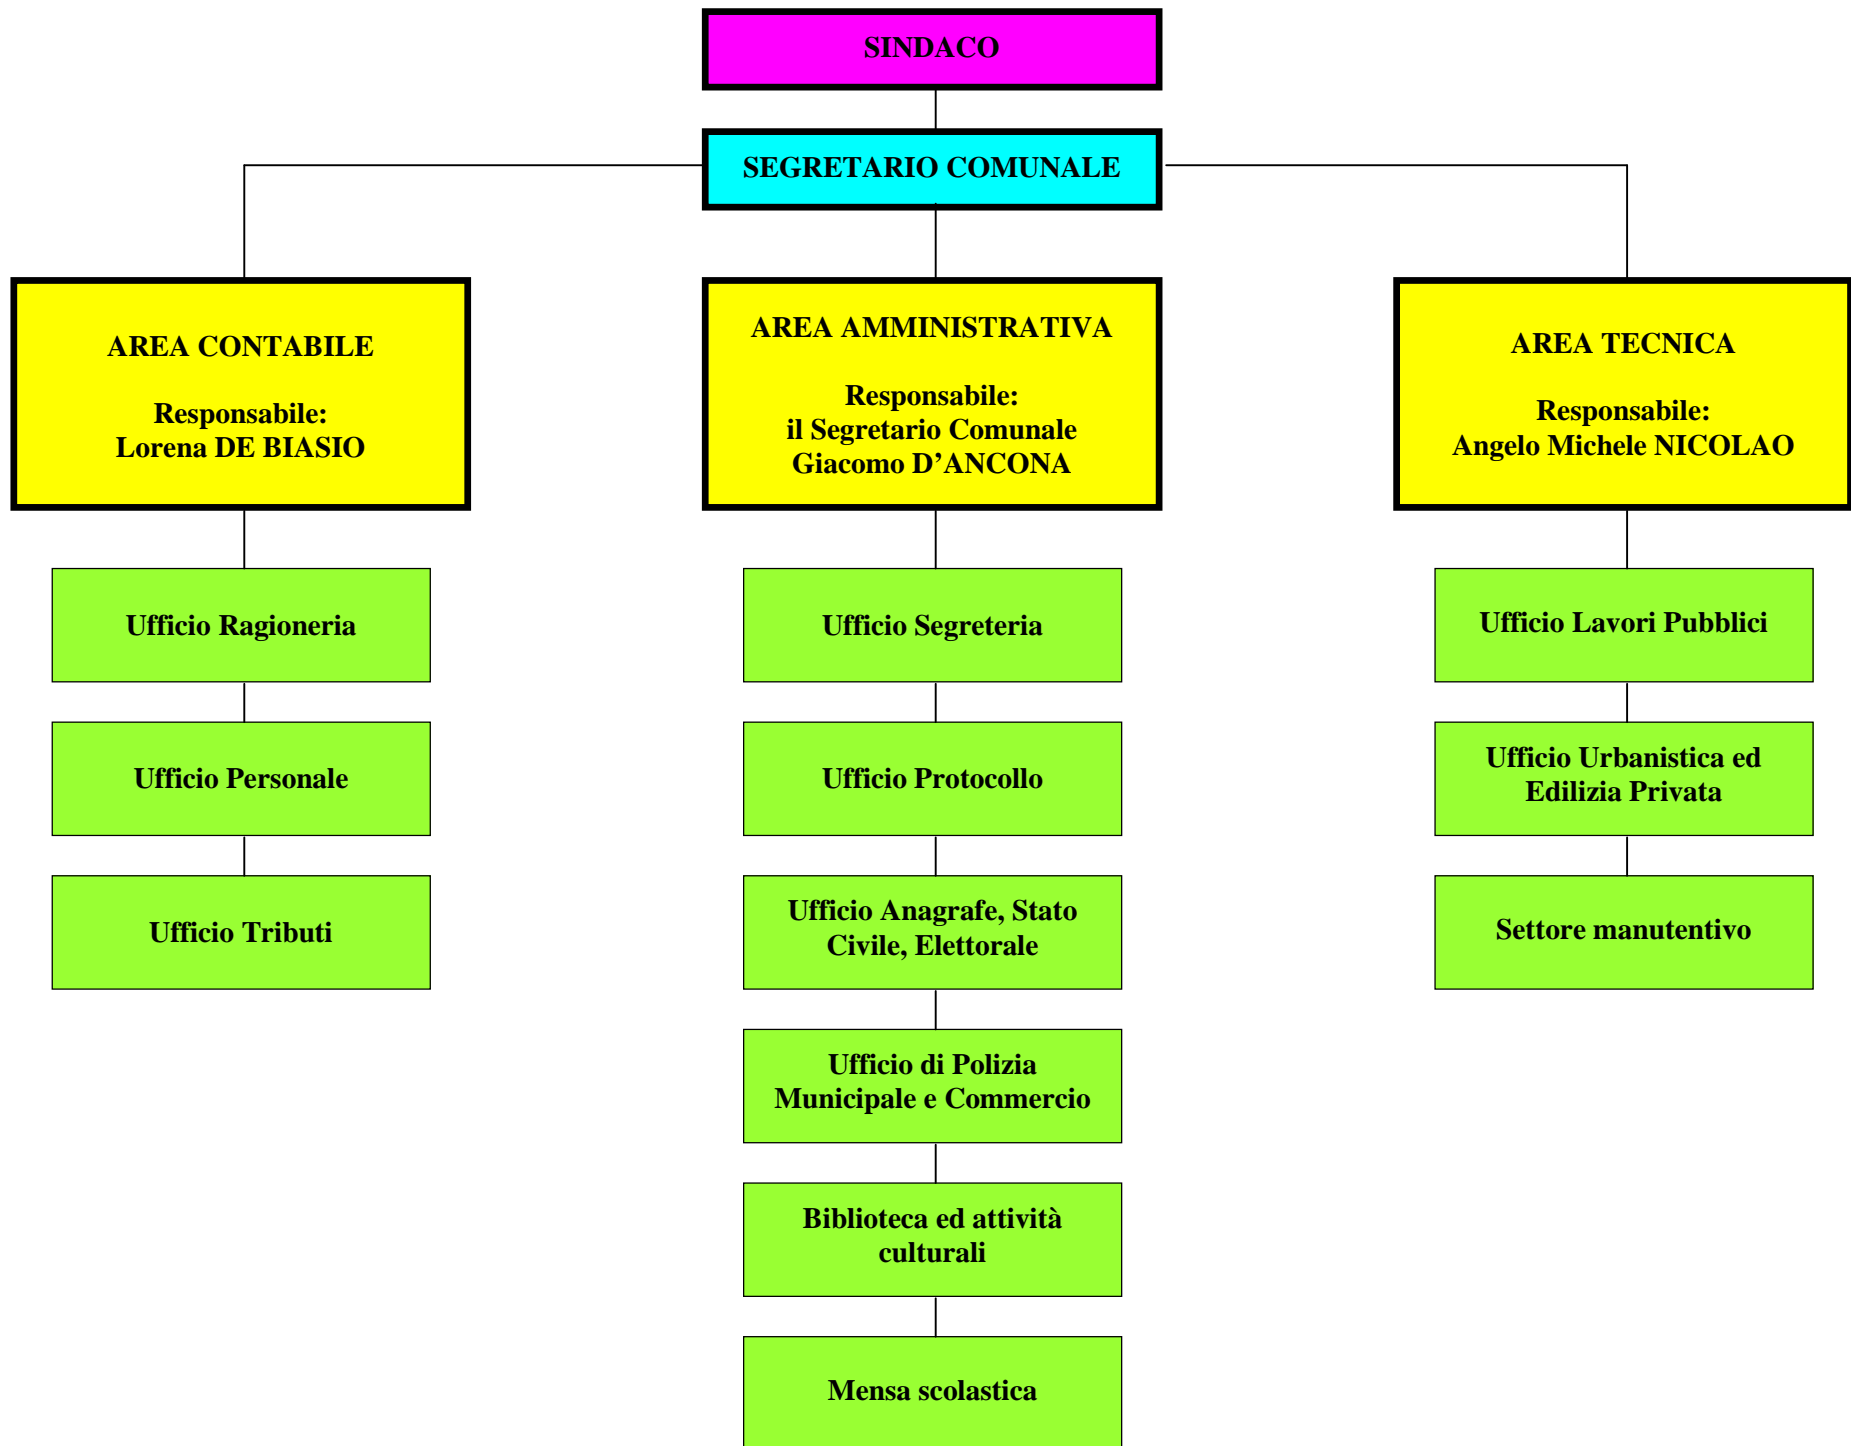 SINDACO
SEGRETARIO COMUNALE
AREA CONTABILE
Responsabile:
Lorena DE BIASIO
AREA AMMINISTRATIVA
Responsabile:
il Segretario Comunale
Giacomo D’ANCONA
AREA TECNICA
Responsabile:
Angelo Michele NICOLAO
Ufficio Ragioneria
Ufficio Personale
Ufficio Tributi
Ufficio Segreteria
Ufficio Protocollo
Ufficio Anagrafe, Stato
Civile, Elettorale
Ufficio di Polizia
Municipale e Commercio
Biblioteca ed attività
culturali
Mensa scolastica
Ufficio Lavori Pubblici
Ufficio Urbanistica ed
Edilizia Privata
Settore manutentivo